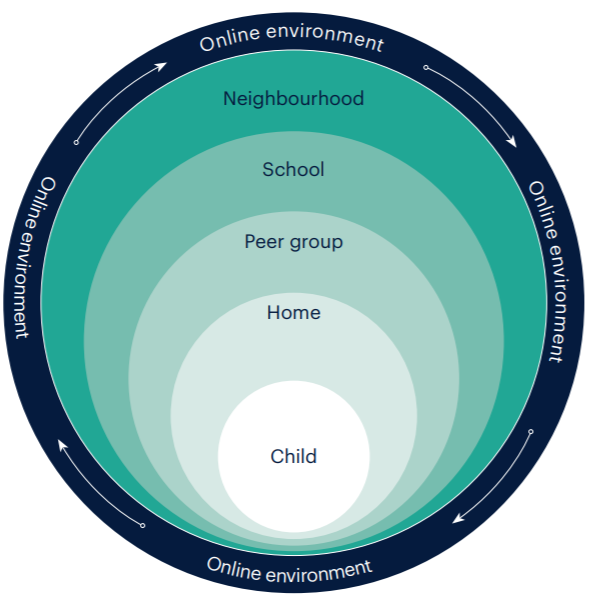 Online environment
Neighbourhood
School
Online environment
Online environment
Peer group
Home
Child
Online environment